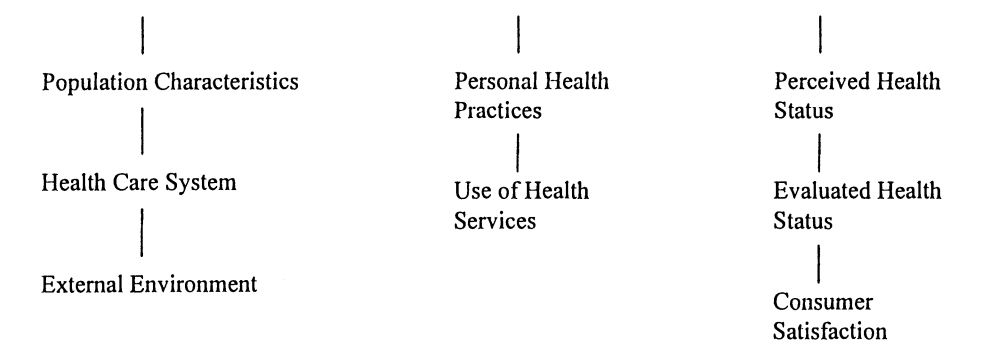 Population Characteristics
Health Care System
External Environment
Personal Health
Practices
Use of Health
Services
Perceived Health
Status
Evaluated Health
Status
Consumer
Satisfaction